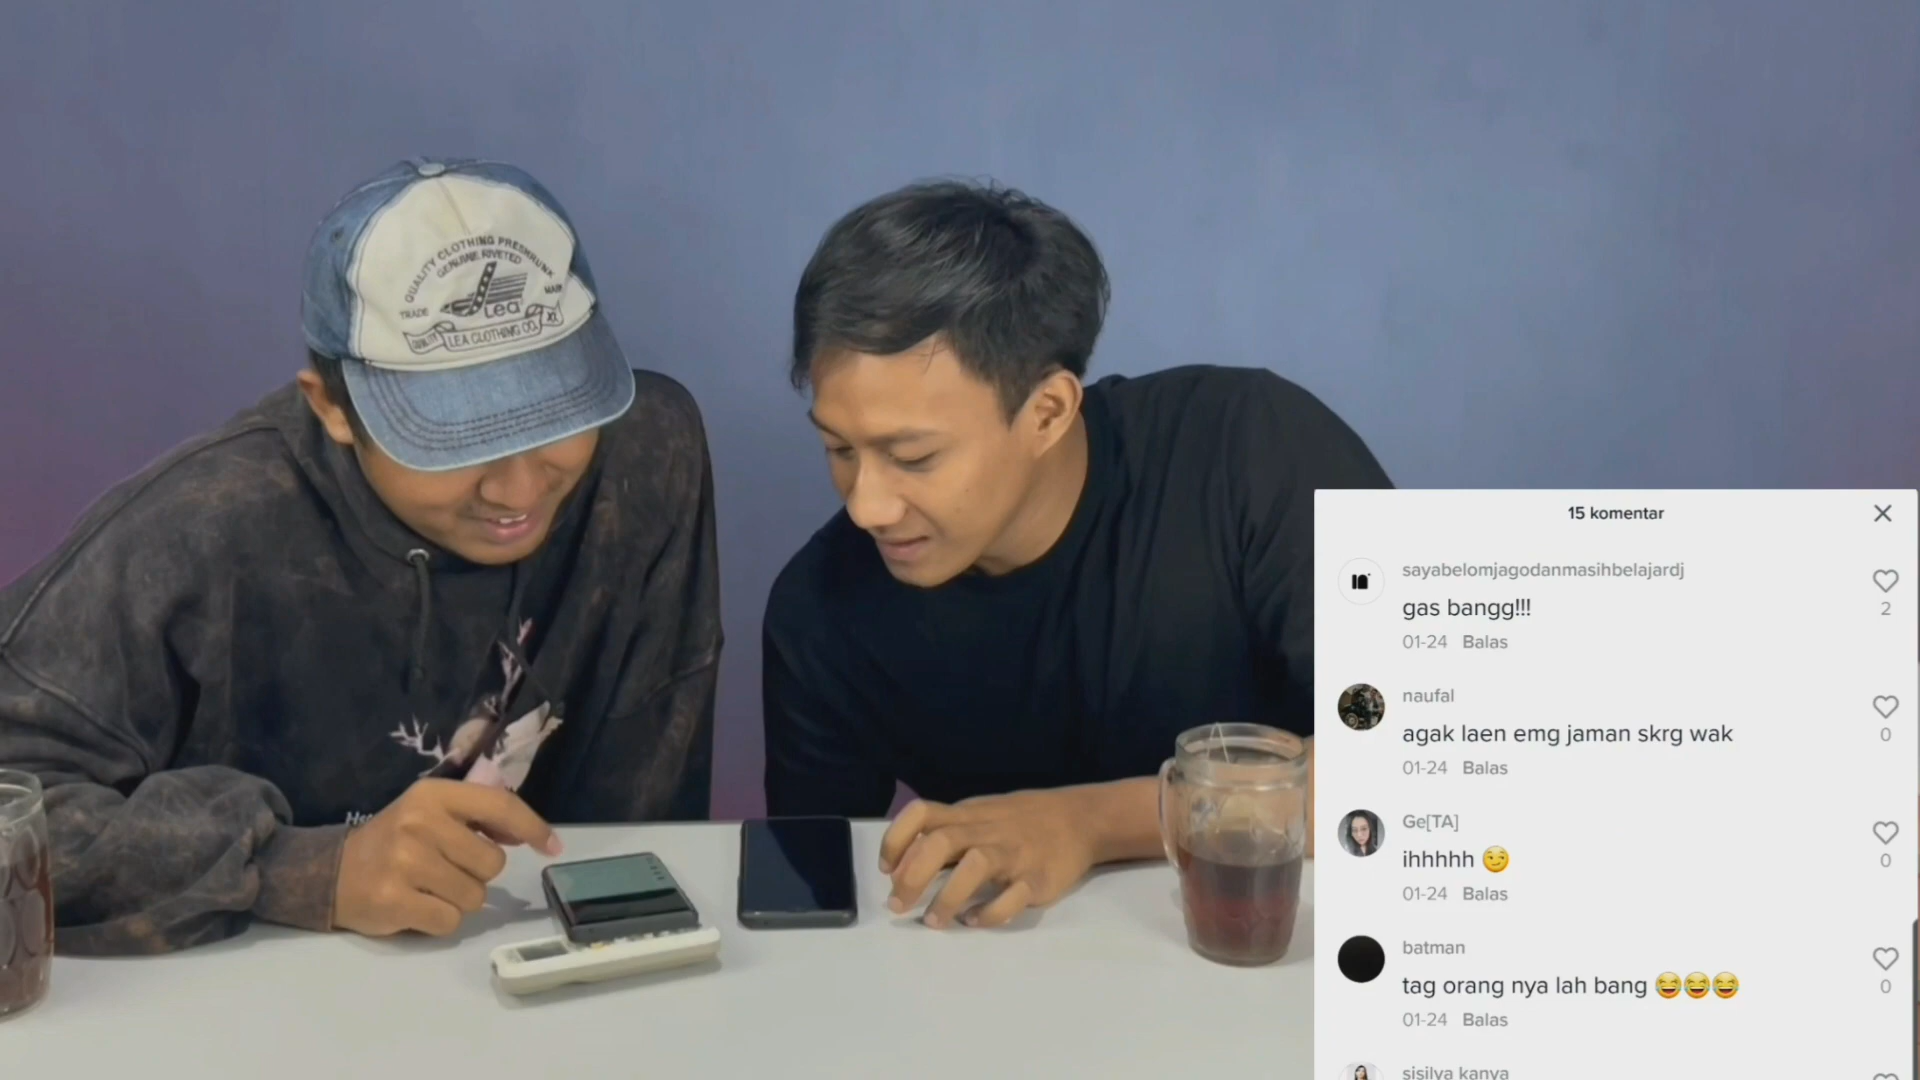 QUALITY CLOTHING PRESHRUNK
GENUINE RIVETED
TRADE MARK
Lea
QUALITY LEA CLOTHING CO. XX
15 komentar
sayabelomjagodanmasihbelajardj
gas bangg!!!
2
01-24 Balas
naufal
agak laen emg jaman skrg wak
0
01-24 Balas
Ge[TA]
ihhhhh 😏
0
01-24 Balas
batman
tag orang nya lah bang 😆😂😆
0
01-24 Balas
sisilya kanya